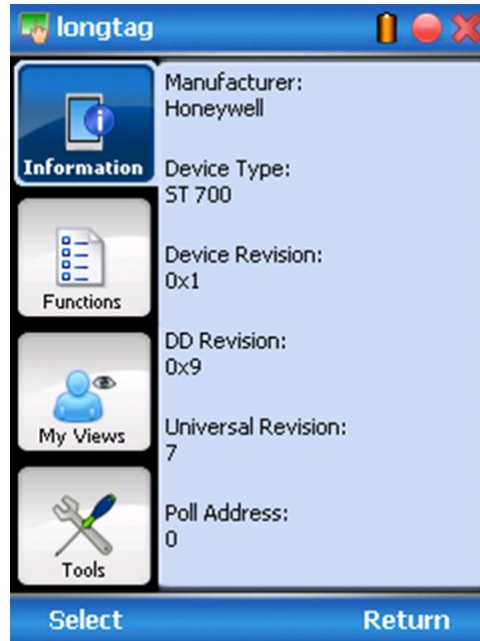 longtag
Information
Functions
My Views
Tools
Manufacturer:
Honeywell
Device Type:
ST 700
Device Revision:
0x1
DD Revision:
0x9
Universal Revision:
7
Poll Address:
0
Select
Return